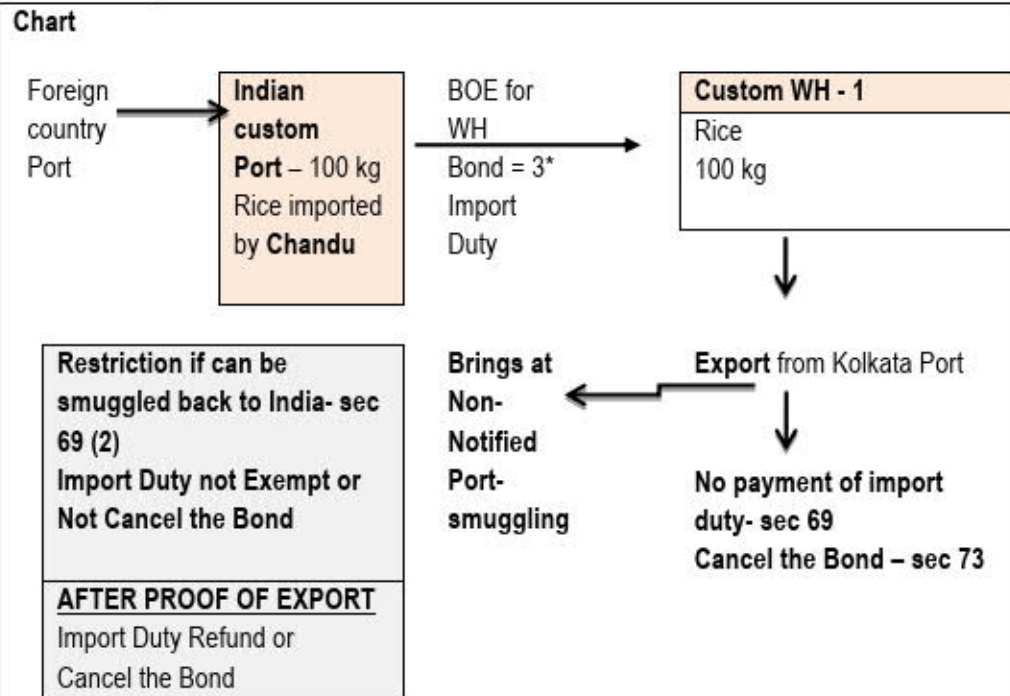 Chart
Foreign
country
Port
Indian
custom
Port – 100 kg
Rice imported
by Chandu
BOE for
WH
Bond = 3*
Import
Duty
Custom WH - 1
Rice
100 kg
Restriction if can be
smuggled back to India- sec
69 (2)
Import Duty not Exempt or
Not Cancel the Bond
AFTER PROOF OF EXPORT
Import Duty Refund or
Cancel the Bond
Brings at
Non-
Notified
Port-
smuggling
Export from Kolkata Port
No payment of import
duty- sec 69
Cancel the Bond – sec 73